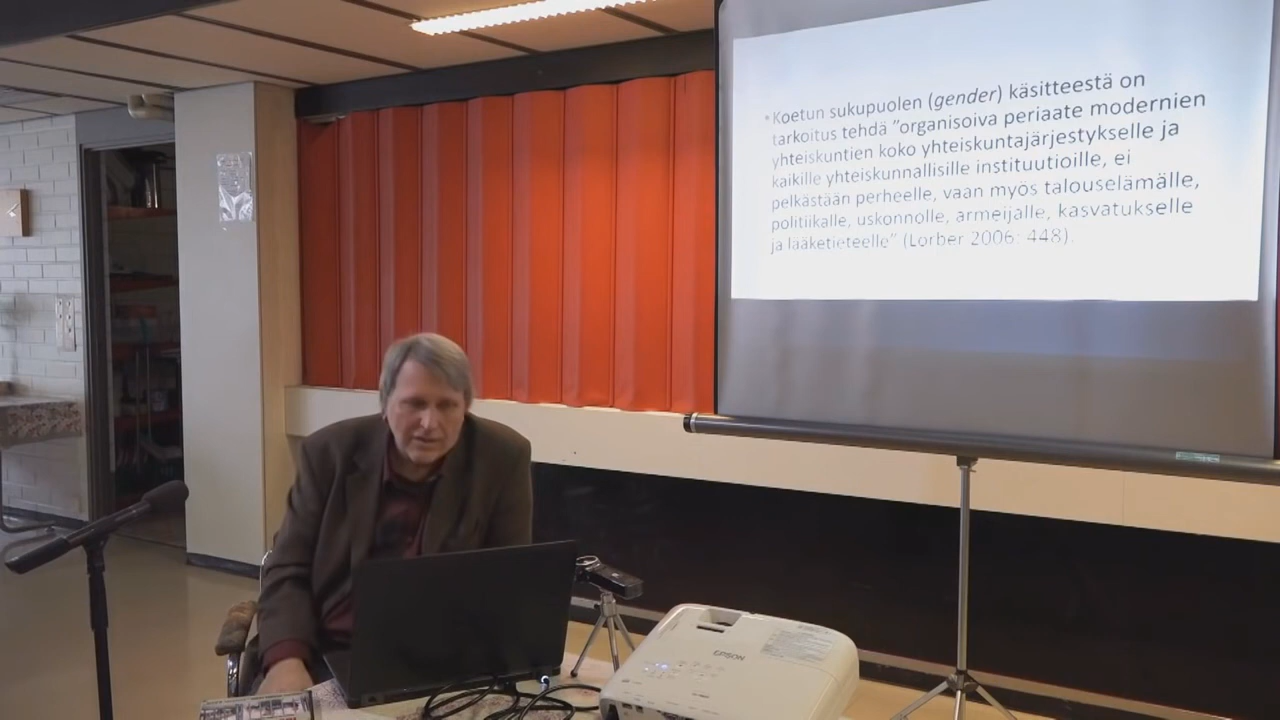 •Koetun sukupuolen (gender) käsitteestä on
tarkoitus tehdä ”organisoiva periaate modernien
yhteiskuntien koko yhteiskuntajärjestykselle ja
kaikille yhteiskunnallisille instituutioille, ei
pelkästään perheelle, vaan myös talouselämälle,
politiikalle, uskonnolle, armeijalle, kasvatukselle
ja lääketieteelle” (Lorber 2006: 448).
EPSON